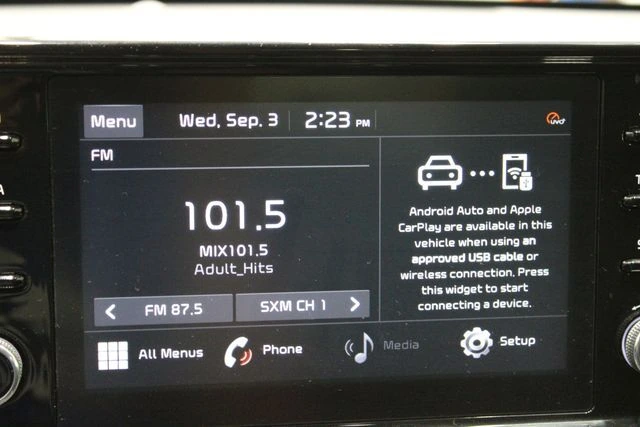 Menu
Wed, Sep. 3
2:23 PM
UVO
FM
101.5
MIX101.5
Adult_Hits
FM 87.5
SXM CH 1
Android Auto and Apple
CarPlay are available in this
vehicle when using an
approved USB cable or
wireless connection. Press
this widget to start
connecting a device.
All Menus
Phone
Media
Setup